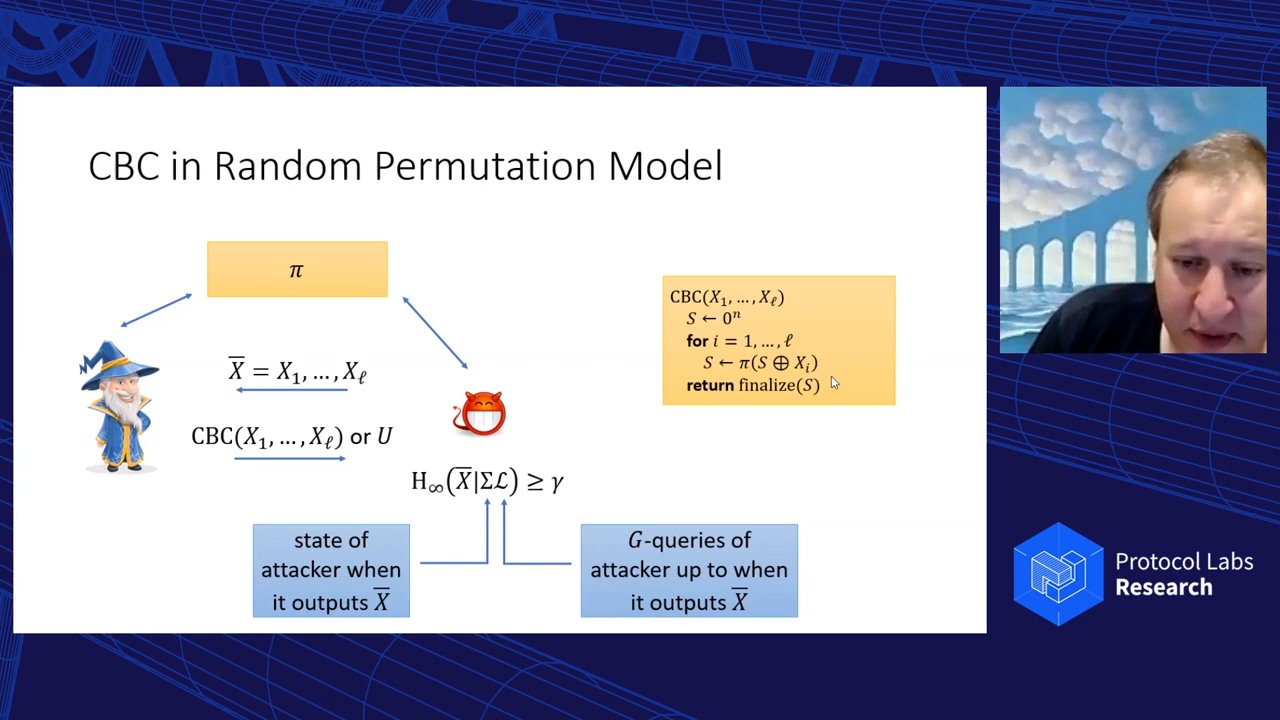 CBC in Random Permutation Model
π
X̅ = X₁, …, X_ℓ
CBC(X₁, …, X_ℓ) or U
H∞(X̅|Σℒ) ≥ γ
state of
attacker when
it outputs X̅
G-queries of
attacker up to when
it outputs X̅
CBC(X₁, …, X_ℓ)
S ← 0ⁿ
for i = 1, …, ℓ
S ← π(S ⊕ Xᵢ)
return finalize(S)
Protocol Labs
Research